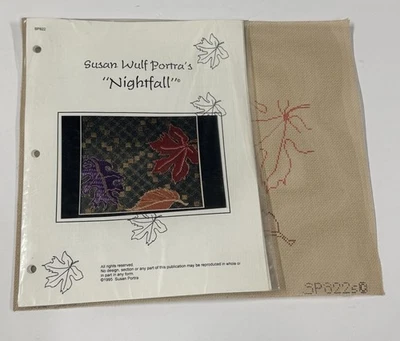 SP822
Susan Wulf Portra's
"Nightfall"©
All rights reserved.
No design, section or any part of this publication may be reproduced in whole or
in part in any form.
©1995 Susan Portra
SP822s©